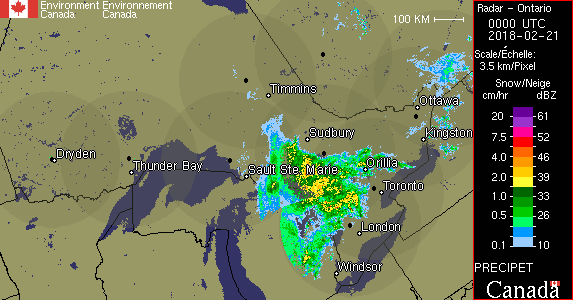 Environment Environnement
Canada Canada
100 KM
Timmins
Ottawa
Sudbury
Kingston
Dryden
Thunder Bay
Sault Ste. Marie
Orillia
Toronto
London
Windsor
Radar - Ontario
0000 UTC
2018-02-21
Scale/Échelle:
3.5 km/Pixel
Snow/Neige
cm/hr dBZ
20 61
7.5 52
4.0 46
2.0 39
1.0 33
0.5 26
0.1 10
PRECIPET
Canada